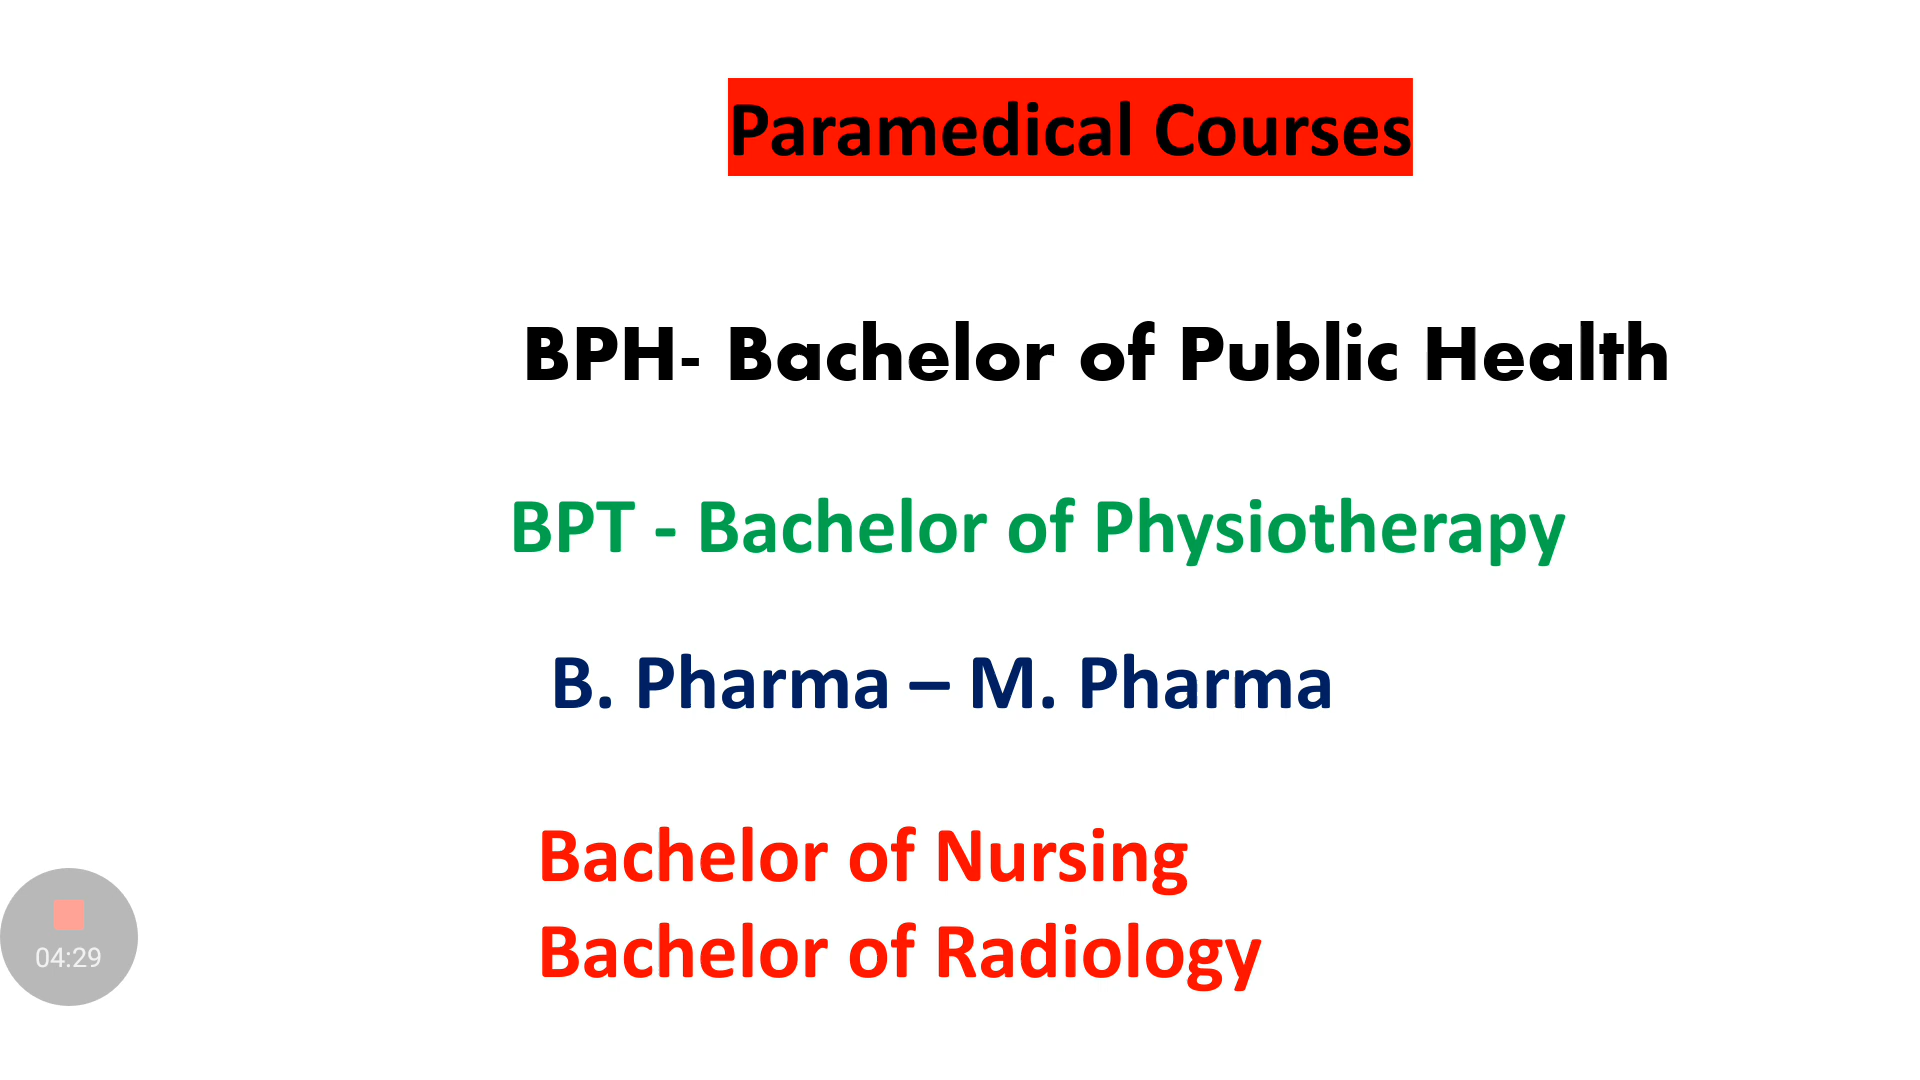 Paramedical Courses
BPH- Bachelor of Public Health
BPT - Bachelor of Physiotherapy
B. Pharma – M. Pharma
Bachelor of Nursing
Bachelor of Radiology
04:29